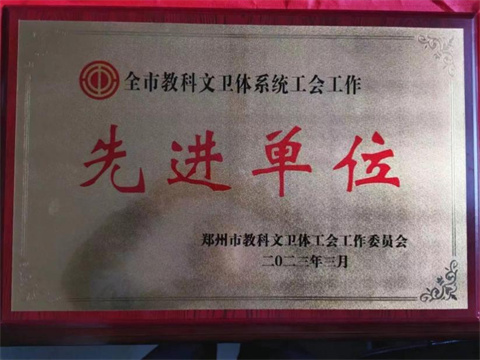 全市教科文卫体系统工会工作
先进单位
郑州市教科文卫体工会工作委员会
二〇二三年三月